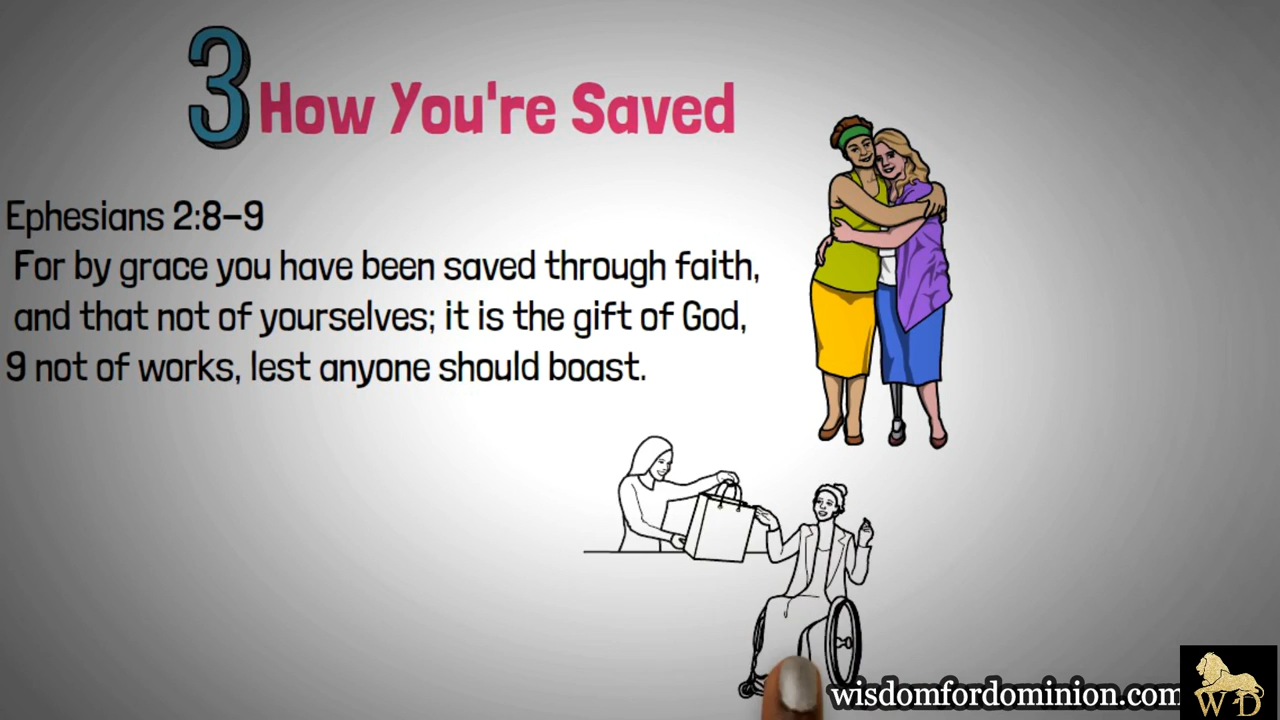 3 How You're Saved
Ephesians 2:8–9
For by grace you have been saved through faith,
and that not of yourselves; it is the gift of God,
9 not of works, lest anyone should boast.
wisdomfordominion.com
WD